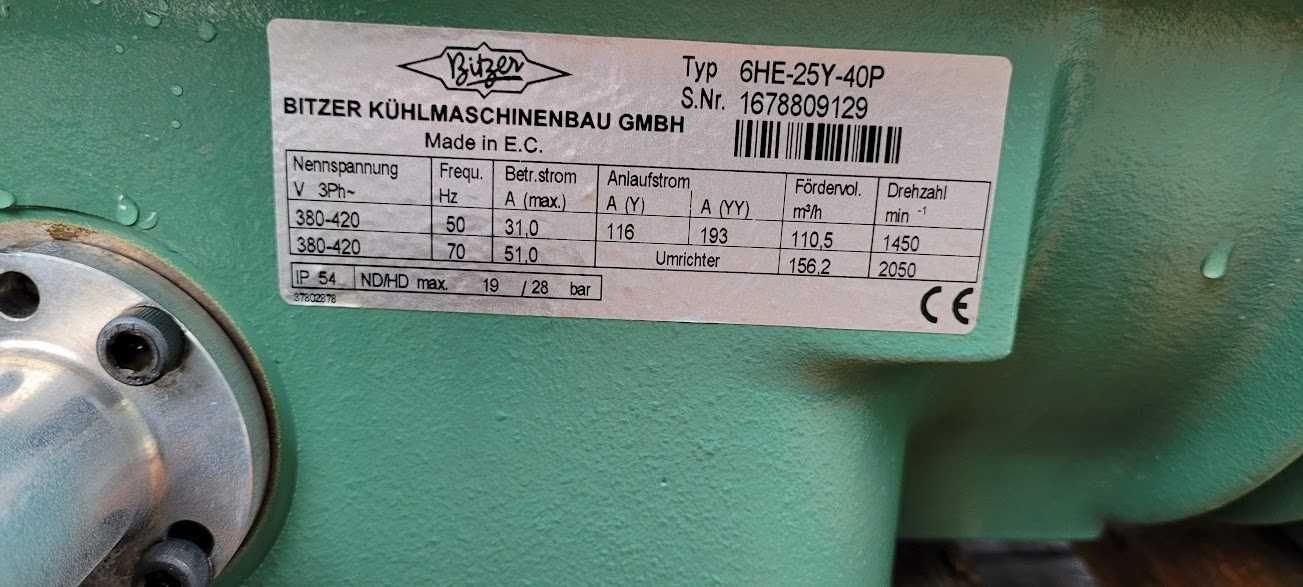 Bitzer
BITZER KÜHLMASCHINENBAU GMBH
Made in E.C.
Typ 6HE-25Y-40P
S.Nr. 1678809129
Nennspannung Frequ. Betr.strom Anlaufstrom Fördervol. Drehzahl
V 3Ph~ Hz A (max.) A (Y) A (YY) m³/h min -1
380-420 50 31,0 116 193 110,5 1450
380-420 70 51,0 Umrichter 156,2 2050
IP 54 ND/HD max. 19 / 28 bar
37802878
CE